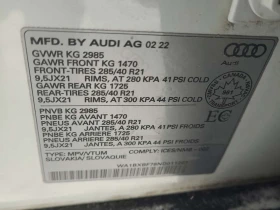 MFD. BY AUDI AG 02 22
GVWR KG 2985
GAWR FRONT KG 1470
FRONT-TIRES 285/40 R21
9,5JX21 RIMS, AT 280 KPA 41 PSI COLD
GAWR REAR KG 1725
REAR-TIRES 285/40 R21
9,5JX21 RIMS, AT 300 KPA 44 PSI COLD
PNVB KG 2985
PNBE KG AVANT 1470
PNEUS AVANT 285/40 R21
9,5JX21 JANTES, A 280 KPA 41 PSI FROID
PNBE KG ARRIERE 1725
PNEUS ARRIERE 285/40 R21
9,5JX21 JANTES, A 300 KPA 44 PSI FROID
TYPE: MPV/VTUM
SLOVAKIA/SLOVAQUIE
Audi
CANADA
EC